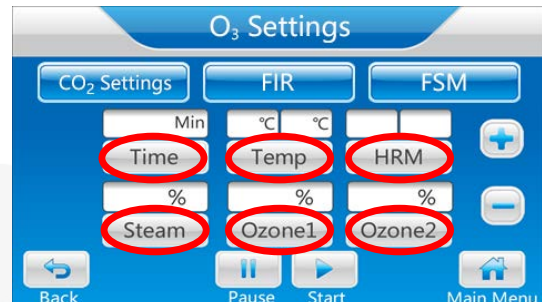 O₃ Settings
CO₂ Settings FIR FSM
Min ℃ ℃
Time Temp HRM
% % %
Steam Ozone1 Ozone2
Back Pause Start Main Menu